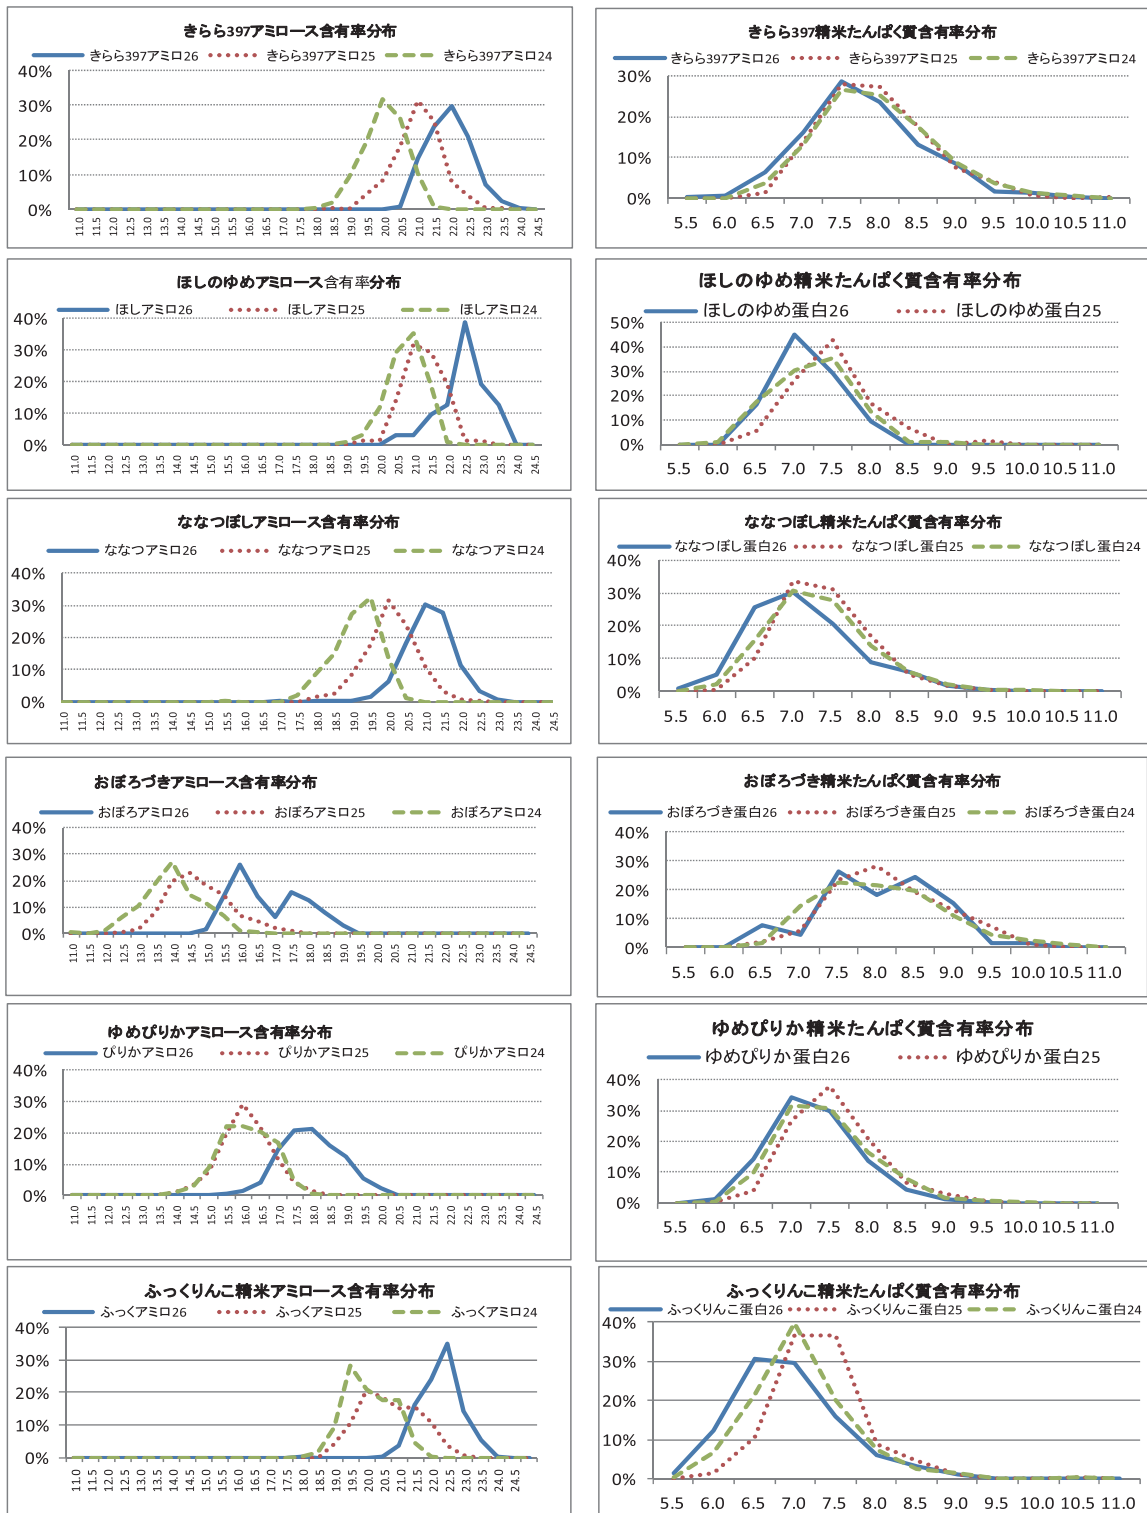 きらら397アミロース含有率分布
きらら397アミロ26 きらら397アミロ25 きらら397アミロ24
40%
30%
20%
10%
0%
11.0 11.5 12.0 12.5 13.0 13.5 14.0 14.5 15.0 15.5 16.0 16.5 17.0 17.5 18.0 18.5 19.0 19.5 20.0 20.5 21.0 21.5 22.0 22.5 23.0 23.5 24.0 24.5
きらら397精米たんぱく質含有率分布
きらら397アミロ26 きらら397アミロ25 きらら397アミロ24
30%
20%
10%
0%
5.5 6.0 6.5 7.0 7.5 8.0 8.5 9.0 9.5 10.0 10.5 11.0
ほしのゆめアミロース含有率分布
ほしアミロ26 ほしアミロ25 ほしアミロ24
40%
30%
20%
10%
0%
11.0 11.5 12.0 12.5 13.0 13.5 14.0 14.5 15.0 15.5 16.0 16.5 17.0 17.5 18.0 18.5 19.0 19.5 20.0 20.5 21.0 21.5 22.0 22.5 23.0 23.5 24.0 24.5
ほしのゆめ精米たんぱく質含有率分布
ほしのゆめ蛋白26 ほしのゆめ蛋白25
50%
40%
30%
20%
10%
0%
5.5 6.0 6.5 7.0 7.5 8.0 8.5 9.0 9.5 10.0 10.5 11.0
ななつぼしアミロース含有率分布
ななつアミロ26 ななつアミロ25 ななつアミロ24
40%
30%
20%
10%
0%
11.0 11.5 12.0 12.5 13.0 13.5 14.0 14.5 15.0 15.5 16.0 16.5 17.0 17.5 18.0 18.5 19.0 19.5 20.0 20.5 21.0 21.5 22.0 22.5 23.0 23.5 24.0 24.5
ななつぼし精米たんぱく質含有率分布
ななつぼし蛋白26 ななつぼし蛋白25 ななつぼし蛋白24
40%
30%
20%
10%
0%
5.5 6.0 6.5 7.0 7.5 8.0 8.5 9.0 9.5 10.0 10.5 11.0
おぼろづきアミロース含有率分布
おぼろアミロ26 おぼろアミロ25 おぼろアミロ24
40%
30%
20%
10%
0%
11.0 11.5 12.0 12.5 13.0 13.5 14.0 14.5 15.0 15.5 16.0 16.5 17.0 17.5 18.0 18.5 19.0 19.5 20.0 20.5 21.0 21.5 22.0 22.5 23.0 23.5 24.0 24.5
おぼろづき精米たんぱく質含有率分布
おぼろづき蛋白26 おぼろづき蛋白25 おぼろづき蛋白24
40%
30%
20%
10%
0%
5.5 6.0 6.5 7.0 7.5 8.0 8.5 9.0 9.5 10.0 10.5 11.0
ゆめぴりかアミロース含有率分布
ぴりかアミロ26 ぴりかアミロ25 ぴりかアミロ24
40%
30%
20%
10%
0%
11.0 11.5 12.0 12.5 13.0 13.5 14.0 14.5 15.0 15.5 16.0 16.5 17.0 17.5 18.0 18.5 19.0 19.5 20.0 20.5 21.0 21.5 22.0 22.5 23.0 23.5 24.0 24.5
ゆめぴりか精米たんぱく質含有率分布
ゆめぴりか蛋白26 ゆめぴりか蛋白25
40%
30%
20%
10%
0%
5.5 6.0 6.5 7.0 7.5 8.0 8.5 9.0 9.5 10.0 10.5 11.0
ふっくりんこ精米アミロース含有率分布
ふっくアミロ26 ふっくアミロ25 ふっくアミロ24
40%
30%
20%
10%
0%
11.0 11.5 12.0 12.5 13.0 13.5 14.0 14.5 15.0 15.5 16.0 16.5 17.0 17.5 18.0 18.5 19.0 19.5 20.0 20.5 21.0 21.5 22.0 22.5 23.0 23.5 24.0 24.5
ふっくりんこ精米たんぱく質含有率分布
ふっくりんこ蛋白26 ふっくりんこ蛋白25 ふっくりんこ蛋白24
40%
30%
20%
10%
0%
5.5 6.0 6.5 7.0 7.5 8.0 8.5 9.0 9.5 10.0 10.5 11.0